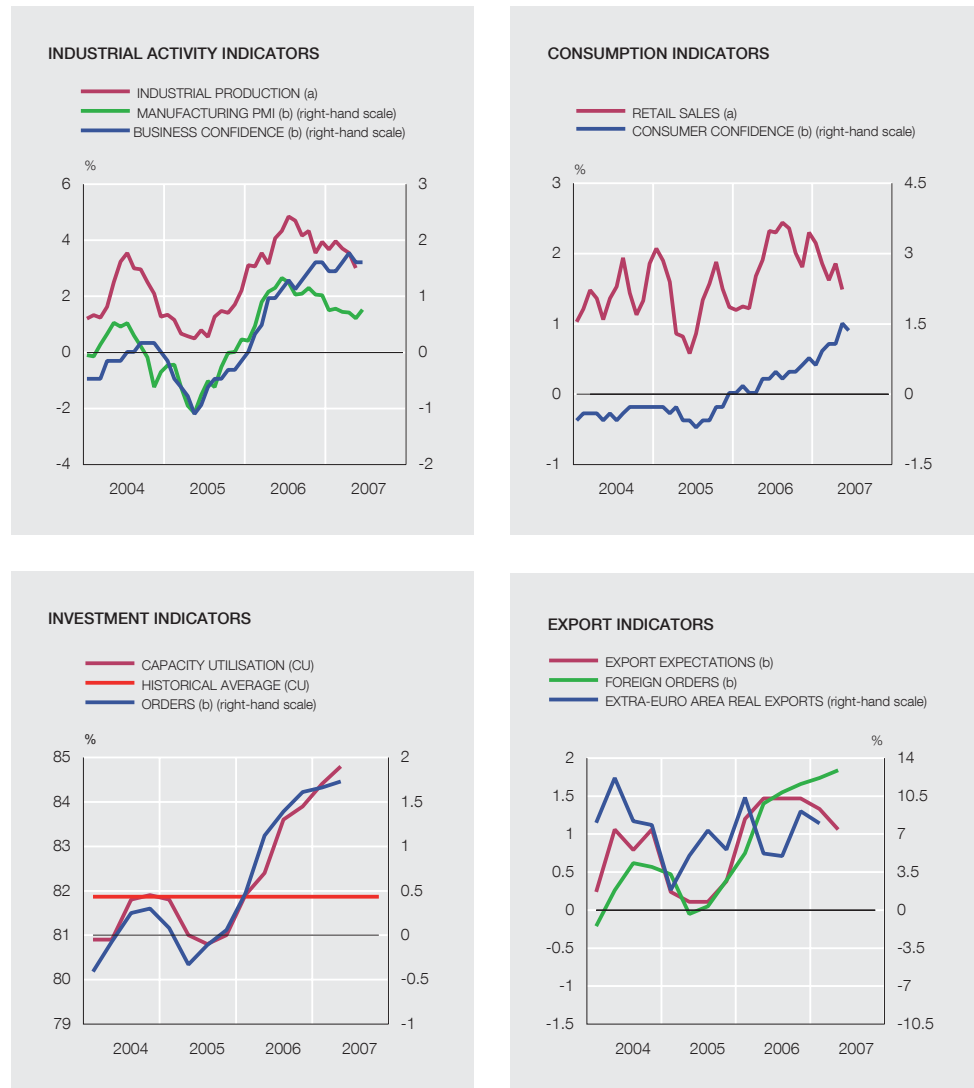 INDUSTRIAL ACTIVITY INDICATORS
INDUSTRIAL PRODUCTION (a)
MANUFACTURING PMI (b) (right-hand scale)
BUSINESS CONFIDENCE (b) (right-hand scale)
%
6 3
4 2
2 1
0 0
-2 -1
-4 -2
2004 2005 2006 2007
CONSUMPTION INDICATORS
RETAIL SALES (a)
CONSUMER CONFIDENCE (b) (right-hand scale)
%
3 4.5
2 3
1 1.5
0 0
-1 -1.5
2004 2005 2006 2007
INVESTMENT INDICATORS
CAPACITY UTILISATION (CU)
HISTORICAL AVERAGE (CU)
ORDERS (b) (right-hand scale)
%
85 2
84 1.5
83 1
82 0.5
81 0
80 -0.5
79 -1
2004 2005 2006 2007
EXPORT INDICATORS
EXPORT EXPECTATIONS (b)
FOREIGN ORDERS (b)
EXTRA-EURO AREA REAL EXPORTS (right-hand scale)
%
2 14
1.5 10.5
1 7
0.5 3.5
0 0
-0.5 -3.5
-1 -7
-1.5 -10.5
2004 2005 2006 2007